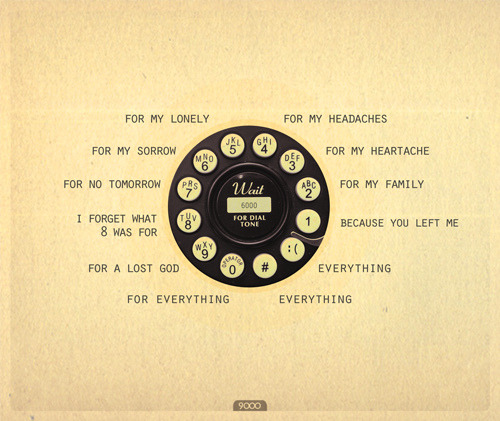 FOR MY LONELY
FOR MY HEADACHES
FOR MY SORROW
FOR MY HEARTACHE
FOR NO TOMORROW
FOR MY FAMILY
I FORGET WHAT
8 WAS FOR
BECAUSE YOU LEFT ME
FOR A LOST GOD
EVERYTHING
FOR EVERYTHING
EVERYTHING
JKL
5
GHI
4
MNO
6
DEF
3
PRS
7
ABC
2
Wait
6000
FOR DIAL
TONE
TUV
8
1
WXY
9
:(
OPERATOR
0
#
9000